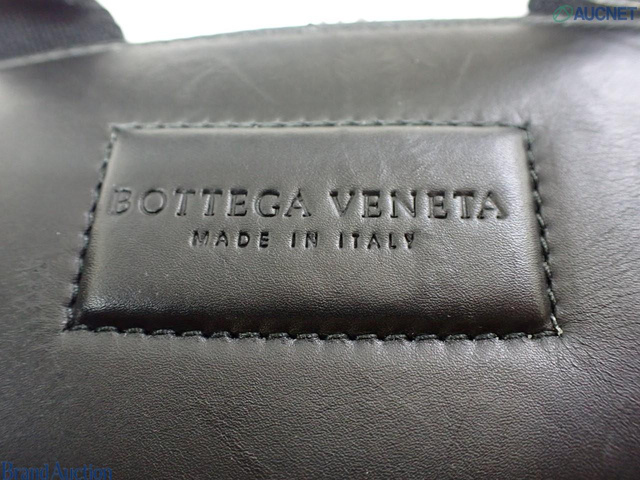 AUCNET
BOTTEGA VENETA
MADE IN ITALY
Brand Auction